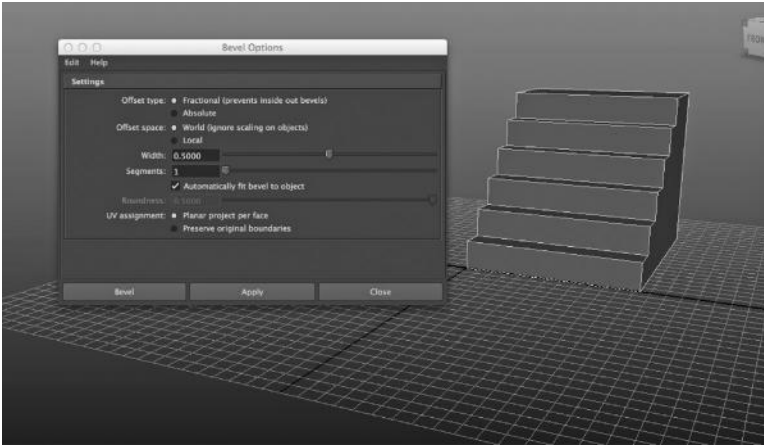 Bevel Options
Edit Help
Settings
Offset type: Fractional (prevents inside out bevels)
Absolute
Offset space: World (ignore scaling on objects)
Local
Width: 0.5000
Segments: 1
Automatically fit bevel to object
Roundness: 0.5000
UV assignment: Planar project per face
Preserve original boundaries
Bevel Apply Close